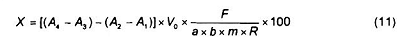 X = [(A₄ − A₃) − (A₂ − A₁)] × V₀ × F / (a × b × m × R) × 100 (11)